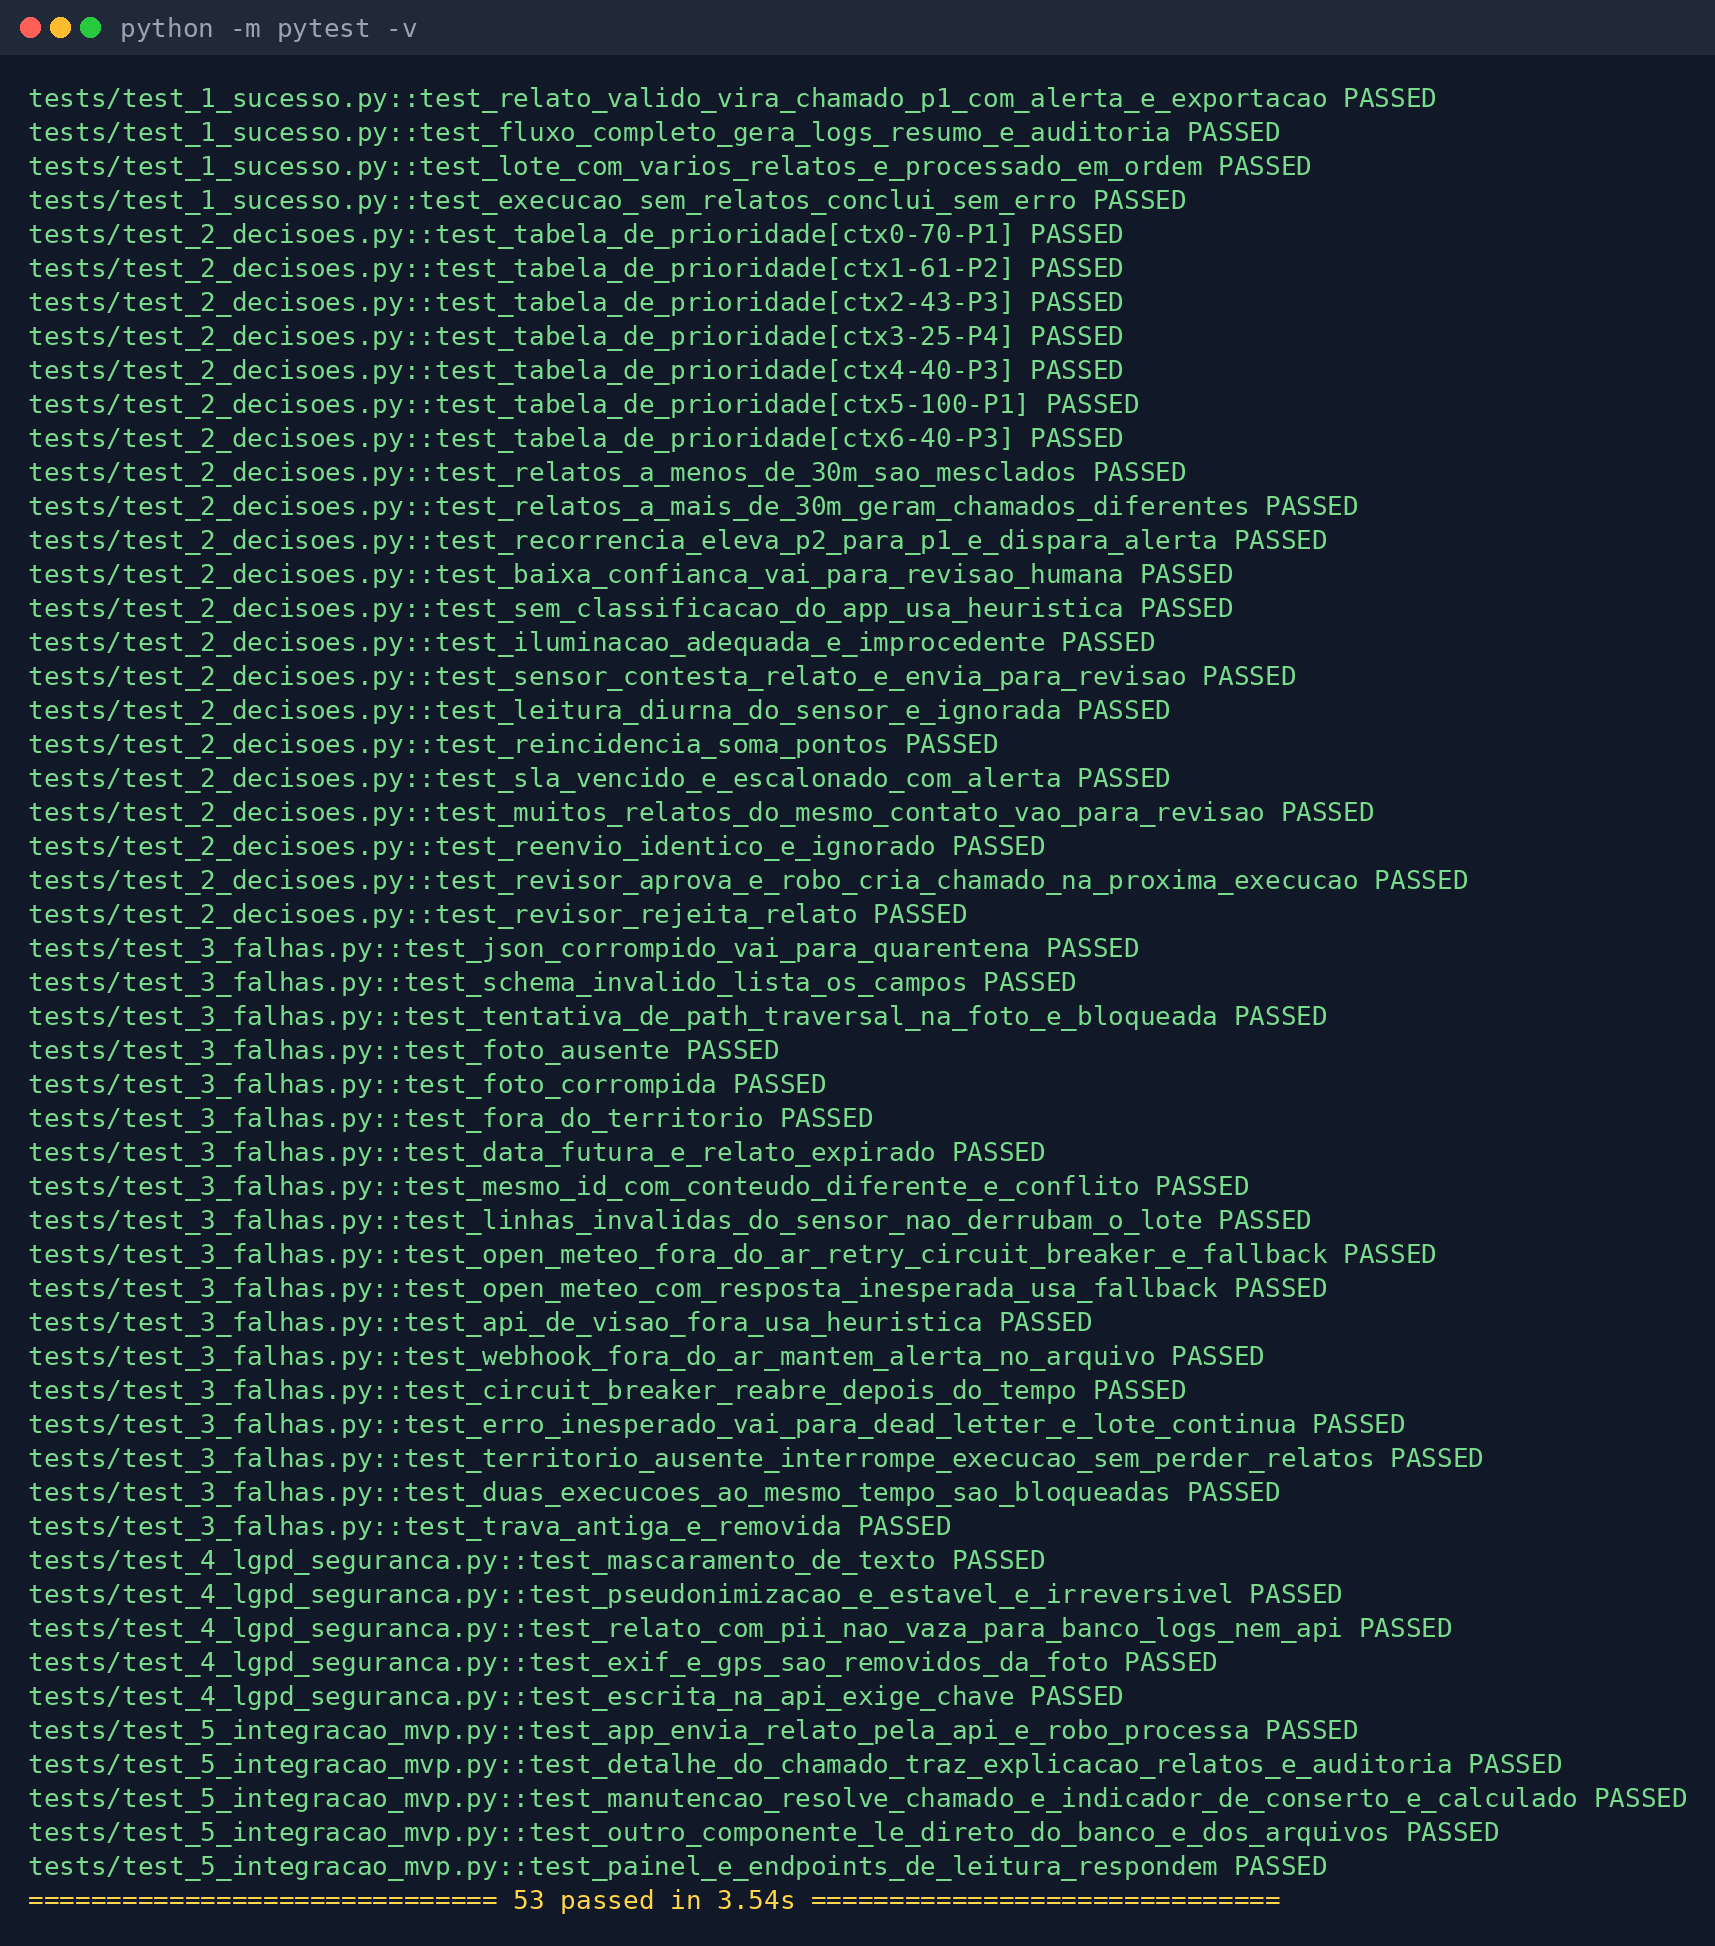 python -m pytest -v
tests/test_1_sucesso.py::test_relato_valido_vira_chamado_p1_com_alerta_e_exportacao PASSED
tests/test_1_sucesso.py::test_fluxo_completo_gera_logs_resumo_e_auditoria PASSED
tests/test_1_sucesso.py::test_lote_com_varios_relatos_e_processado_em_ordem PASSED
tests/test_1_sucesso.py::test_execucao_sem_relatos_conclui_sem_erro PASSED
tests/test_2_decisoes.py::test_tabela_de_prioridade[ctx0-70-P1] PASSED
tests/test_2_decisoes.py::test_tabela_de_prioridade[ctx1-61-P2] PASSED
tests/test_2_decisoes.py::test_tabela_de_prioridade[ctx2-43-P3] PASSED
tests/test_2_decisoes.py::test_tabela_de_prioridade[ctx3-25-P4] PASSED
tests/test_2_decisoes.py::test_tabela_de_prioridade[ctx4-40-P3] PASSED
tests/test_2_decisoes.py::test_tabela_de_prioridade[ctx5-100-P1] PASSED
tests/test_2_decisoes.py::test_tabela_de_prioridade[ctx6-40-P3] PASSED
tests/test_2_decisoes.py::test_relatos_a_menos_de_30m_sao_mesclados PASSED
tests/test_2_decisoes.py::test_relatos_a_mais_de_30m_geram_chamados_diferentes PASSED
tests/test_2_decisoes.py::test_recorrencia_eleva_p2_para_p1_e_dispara_alerta PASSED
tests/test_2_decisoes.py::test_baixa_confianca_vai_para_revisao_humana PASSED
tests/test_2_decisoes.py::test_sem_classificacao_do_app_usa_heuristica PASSED
tests/test_2_decisoes.py::test_iluminacao_adequada_e_improcedente PASSED
tests/test_2_decisoes.py::test_sensor_contesta_relato_e_envia_para_revisao PASSED
tests/test_2_decisoes.py::test_leitura_diurna_do_sensor_e_ignorada PASSED
tests/test_2_decisoes.py::test_reincidencia_soma_pontos PASSED
tests/test_2_decisoes.py::test_sla_vencido_e_escalonado_com_alerta PASSED
tests/test_2_decisoes.py::test_muitos_relatos_do_mesmo_contato_vao_para_revisao PASSED
tests/test_2_decisoes.py::test_reenvio_identico_e_ignorado PASSED
tests/test_2_decisoes.py::test_revisor_aprova_e_robo_cria_chamado_na_proxima_execucao PASSED
tests/test_2_decisoes.py::test_revisor_rejeita_relato PASSED
tests/test_3_falhas.py::test_json_corrompido_vai_para_quarentena PASSED
tests/test_3_falhas.py::test_schema_invalido_lista_os_campos PASSED
tests/test_3_falhas.py::test_tentativa_de_path_traversal_na_foto_e_bloqueada PASSED
tests/test_3_falhas.py::test_foto_ausente PASSED
tests/test_3_falhas.py::test_foto_corrompida PASSED
tests/test_3_falhas.py::test_fora_do_territorio PASSED
tests/test_3_falhas.py::test_data_futura_e_relato_expirado PASSED
tests/test_3_falhas.py::test_mesmo_id_com_conteudo_diferente_e_conflito PASSED
tests/test_3_falhas.py::test_linhas_invalidas_do_sensor_nao_derrubam_o_lote PASSED
tests/test_3_falhas.py::test_open_meteo_fora_do_ar_retry_circuit_breaker_e_fallback PASSED
tests/test_3_falhas.py::test_open_meteo_com_resposta_inesperada_usa_fallback PASSED
tests/test_3_falhas.py::test_api_de_visao_fora_usa_heuristica PASSED
tests/test_3_falhas.py::test_webhook_fora_do_ar_mantem_alerta_no_arquivo PASSED
tests/test_3_falhas.py::test_circuit_breaker_reabre_depois_do_tempo PASSED
tests/test_3_falhas.py::test_erro_inesperado_vai_para_dead_letter_e_lote_continua PASSED
tests/test_3_falhas.py::test_territorio_ausente_interrompe_execucao_sem_perder_relatos PASSED
tests/test_3_falhas.py::test_duas_execucoes_ao_mesmo_tempo_sao_bloqueadas PASSED
tests/test_3_falhas.py::test_trava_antiga_e_removida PASSED
tests/test_4_lgpd_seguranca.py::test_mascaramento_de_texto PASSED
tests/test_4_lgpd_seguranca.py::test_pseudonimizacao_e_estavel_e_irreversivel PASSED
tests/test_4_lgpd_seguranca.py::test_relato_com_pii_nao_vaza_para_banco_logs_nem_api PASSED
tests/test_4_lgpd_seguranca.py::test_exif_e_gps_sao_removidos_da_foto PASSED
tests/test_4_lgpd_seguranca.py::test_escrita_na_api_exige_chave PASSED
tests/test_5_integracao_mvp.py::test_app_envia_relato_pela_api_e_robo_processa PASSED
tests/test_5_integracao_mvp.py::test_detalhe_do_chamado_traz_explicacao_relatos_e_auditoria PASSED
tests/test_5_integracao_mvp.py::test_manutencao_resolve_chamado_e_indicador_de_conserto_e_calculado PASSED
tests/test_5_integracao_mvp.py::test_outro_componente_le_direto_do_banco_e_dos_arquivos PASSED
tests/test_5_integracao_mvp.py::test_painel_e_endpoints_de_leitura_respondem PASSED
============================== 53 passed in 3.54s ==============================